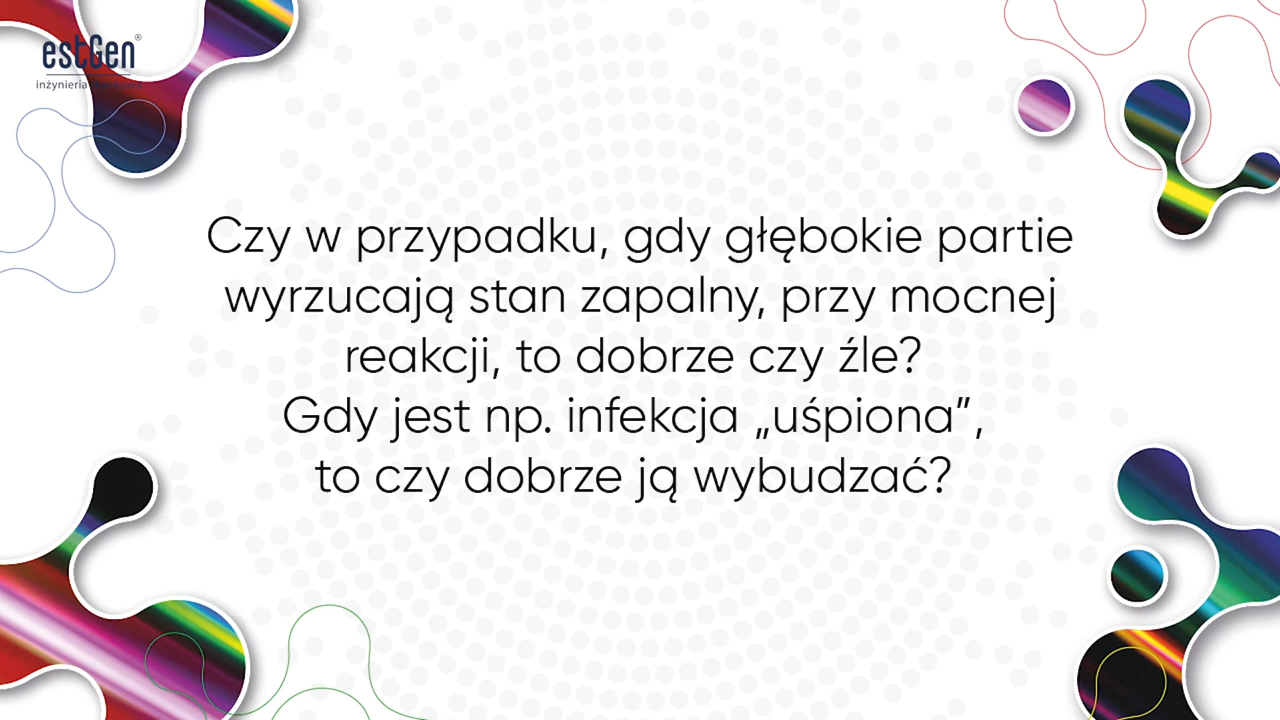 estGen®
inżynieria
Czy w przypadku, gdy głębokie partie
wyrzucają stan zapalny, przy mocnej
reakcji, to dobrze czy źle?
Gdy jest np. infekcja „uśpiona”,
to czy dobrze ją wybudzać?